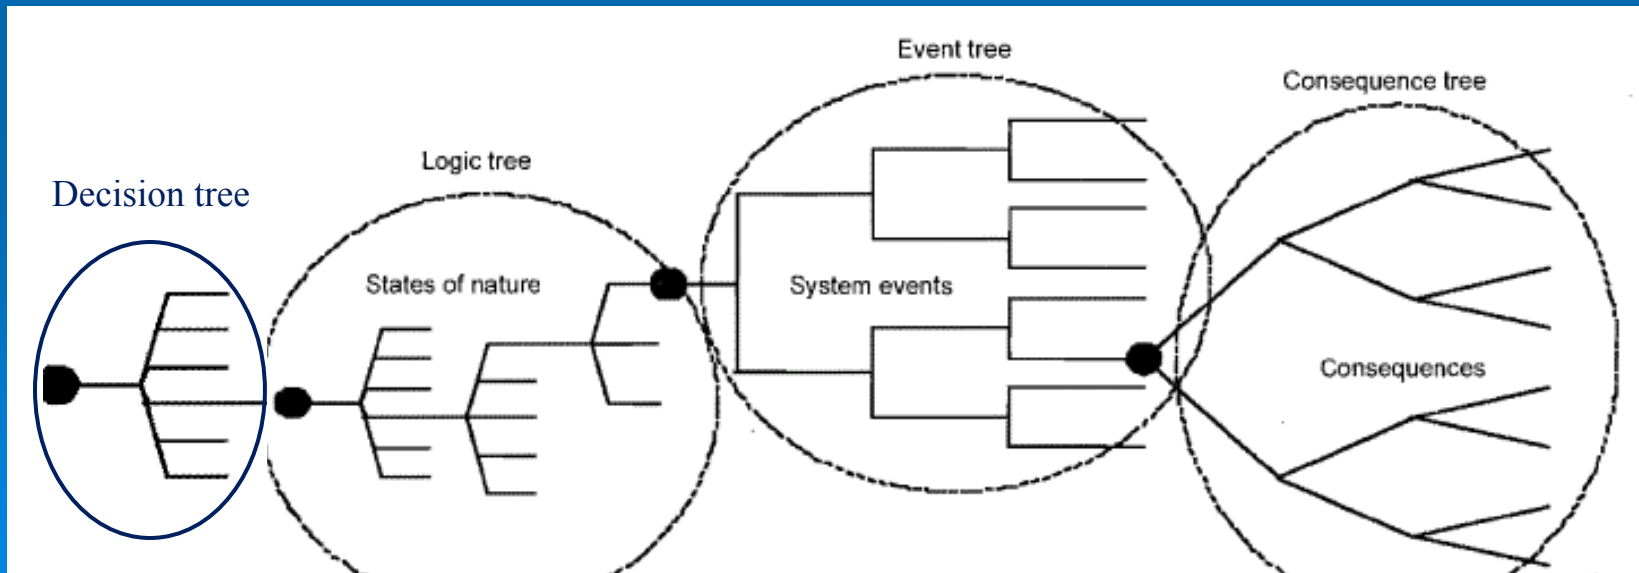 Event tree
Consequence tree
Logic tree
Decision tree
States of nature
System events
Consequences